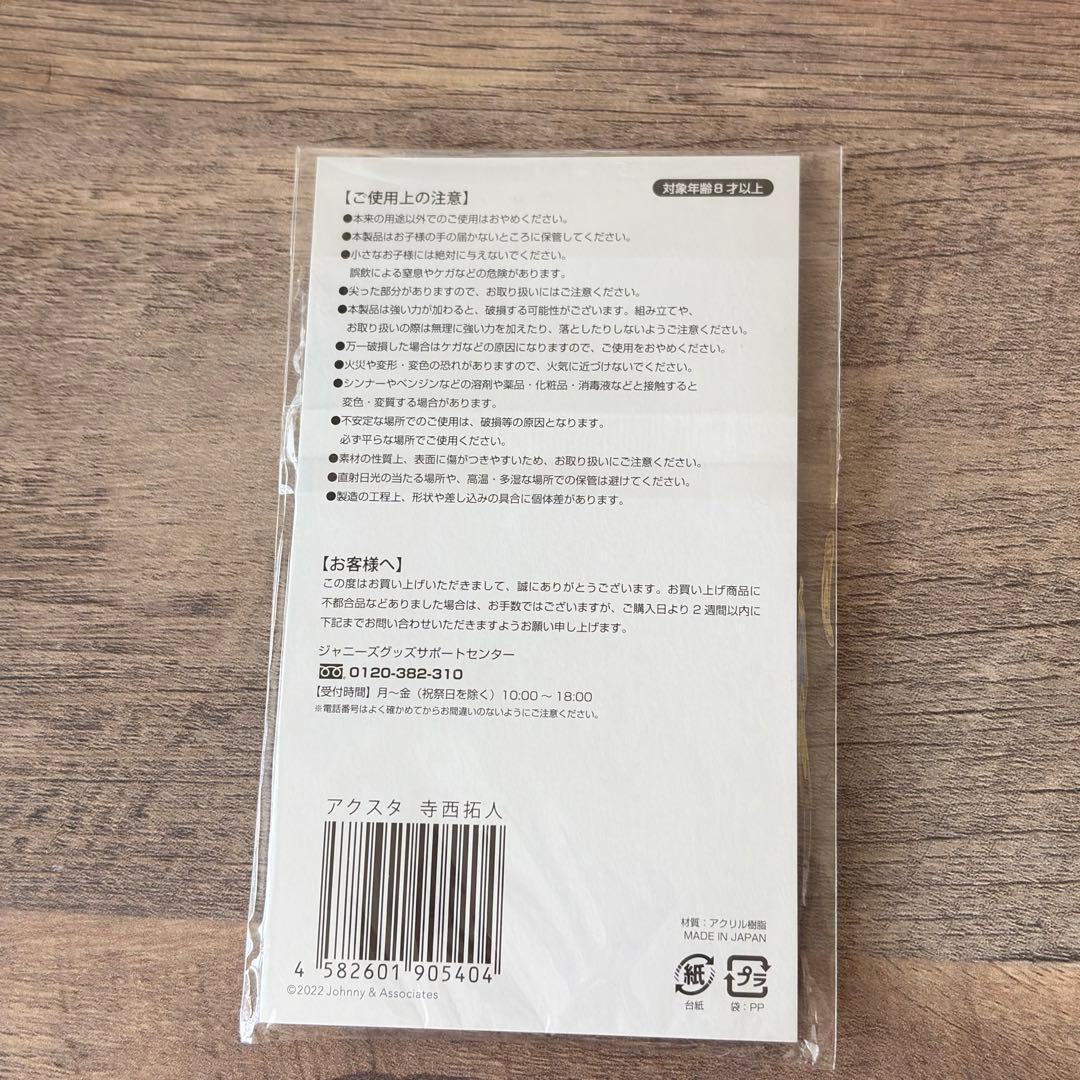 対象年齢8才以上
【ご使用上の注意】
●本来の用途以外でのご使用はおやめください。
●本製品はお子様の手の届かないところに保管してください。
●小さなお子様には絶対に与えないでください。
誤飲による窒息やケガなどの危険があります。
●尖った部分がありますので、お取り扱いにはご注意ください。
●本製品は強い力が加わると、破損する可能性がございます。組み立てや、
お取り扱いの際は無理に強い力を加えたり、落としたりしないようご注意ください。
●万一破損した場合はケガなどの原因になりますので、ご使用をおやめください。
●火災や変形・変色の恐れがありますので、火気に近づけないでください。
●シンナーやベンジンなどの溶剤や薬品・化粧品・消毒液などと接触すると
変色・変質する場合があります。
●不安定な場所でのご使用は、破損等の原因となります。
必ず平らな場所でご使用ください。
●素材の性質上、表面に傷がつきやすいため、お取り扱いにご注意ください。
●直射日光の当たる場所や、高温・多湿な場所での保管は避けてください。
●製造の工程上、形状や差し込みの具合に個体差があります。
【お客様へ】
この度はお買い上げいただきまして、誠にありがとうございます。お買い上げ商品に
不都合品などありました場合は、お手数ではございますが、ご購入日より2週間以内に
下記までお問い合わせいただきますようお願い申し上げます。
ジャニーズグッズサポートセンター
0120-382-310
【受付時間】月～金（祝祭日を除く）10:00～18:00
※電話番号はよく確かめてからお間違いのないようにご注意ください。
アクスタ 寺西拓人
4 582601 905404
©2022 Johnny & Associates
材質：アクリル樹脂
MADE IN JAPAN
紙 プラ
台紙 袋：PP